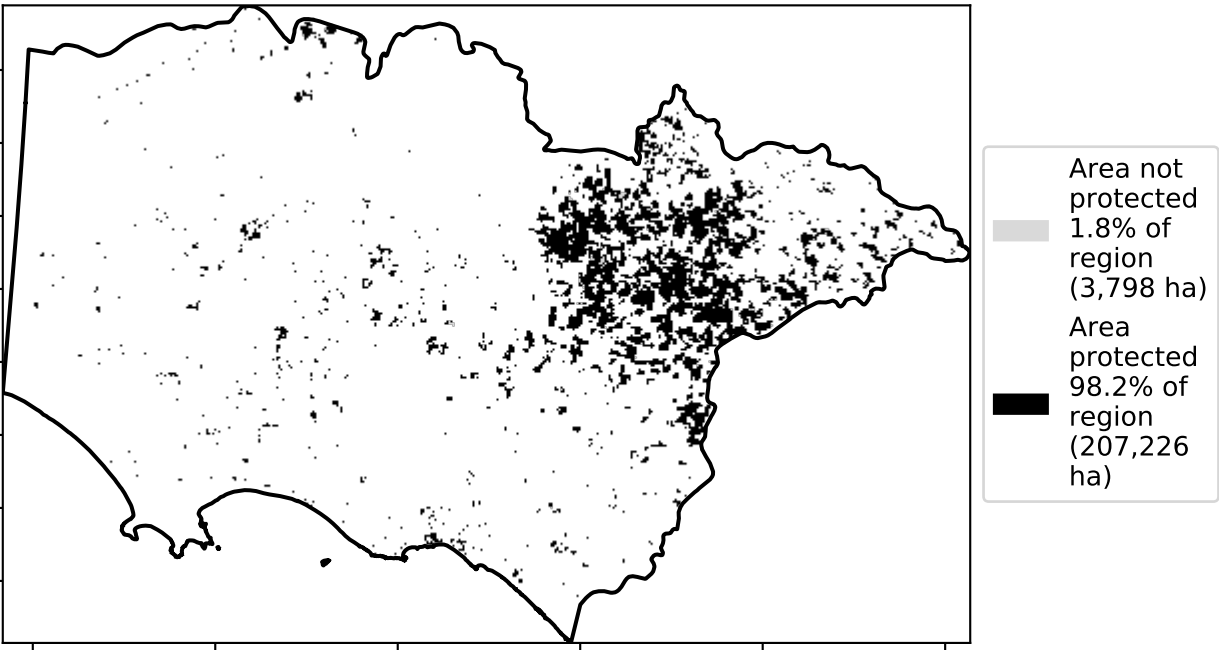 Area not
protected
1.8% of
region
(3,798 ha)
Area
protected
98.2% of
region
(207,226
ha)